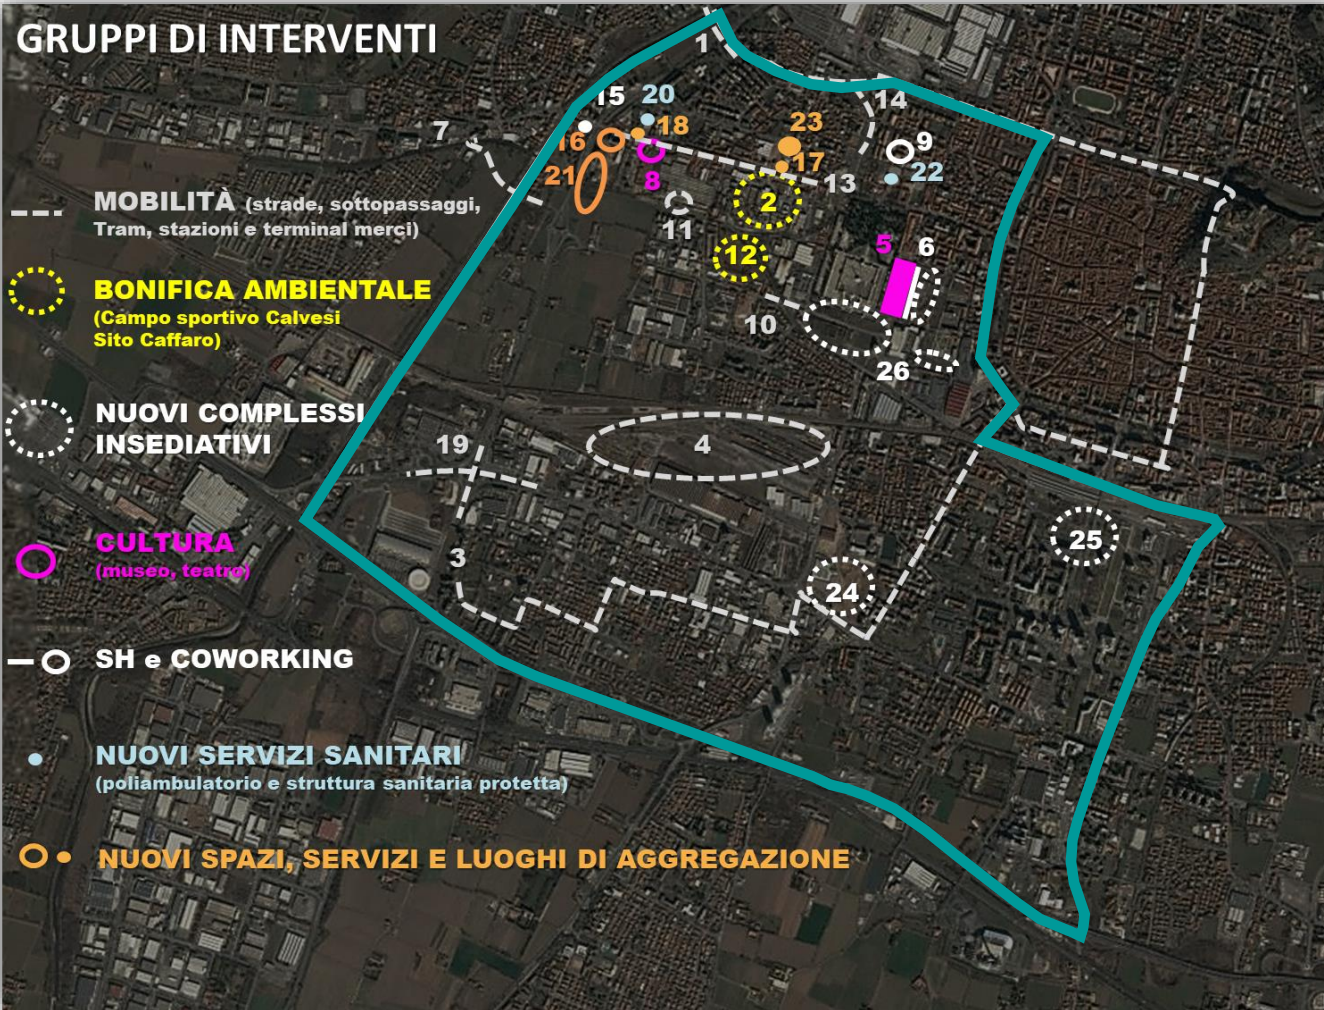 GRUPPI DI INTERVENTI
1
14
15
20
7
16
18
23
9
21
8
17
13
22
MOBILITÀ (strade, sottopassaggi,
Tram, stazioni e terminal merci)
11
2
5
6
12
BONIFICA AMBIENTALE
(Campo sportivo Calvesi
Sito Caffaro)
10
26
NUOVI COMPLESSI
INSEDIATIVI
19
4
3
25
24
CULTURA
(museo, teatro)
SH e COWORKING
NUOVI SERVIZI SANITARI
(poliambulatorio e struttura sanitaria protetta)
NUOVI SPAZI, SERVIZI E LUOGHI DI AGGREGAZIONE